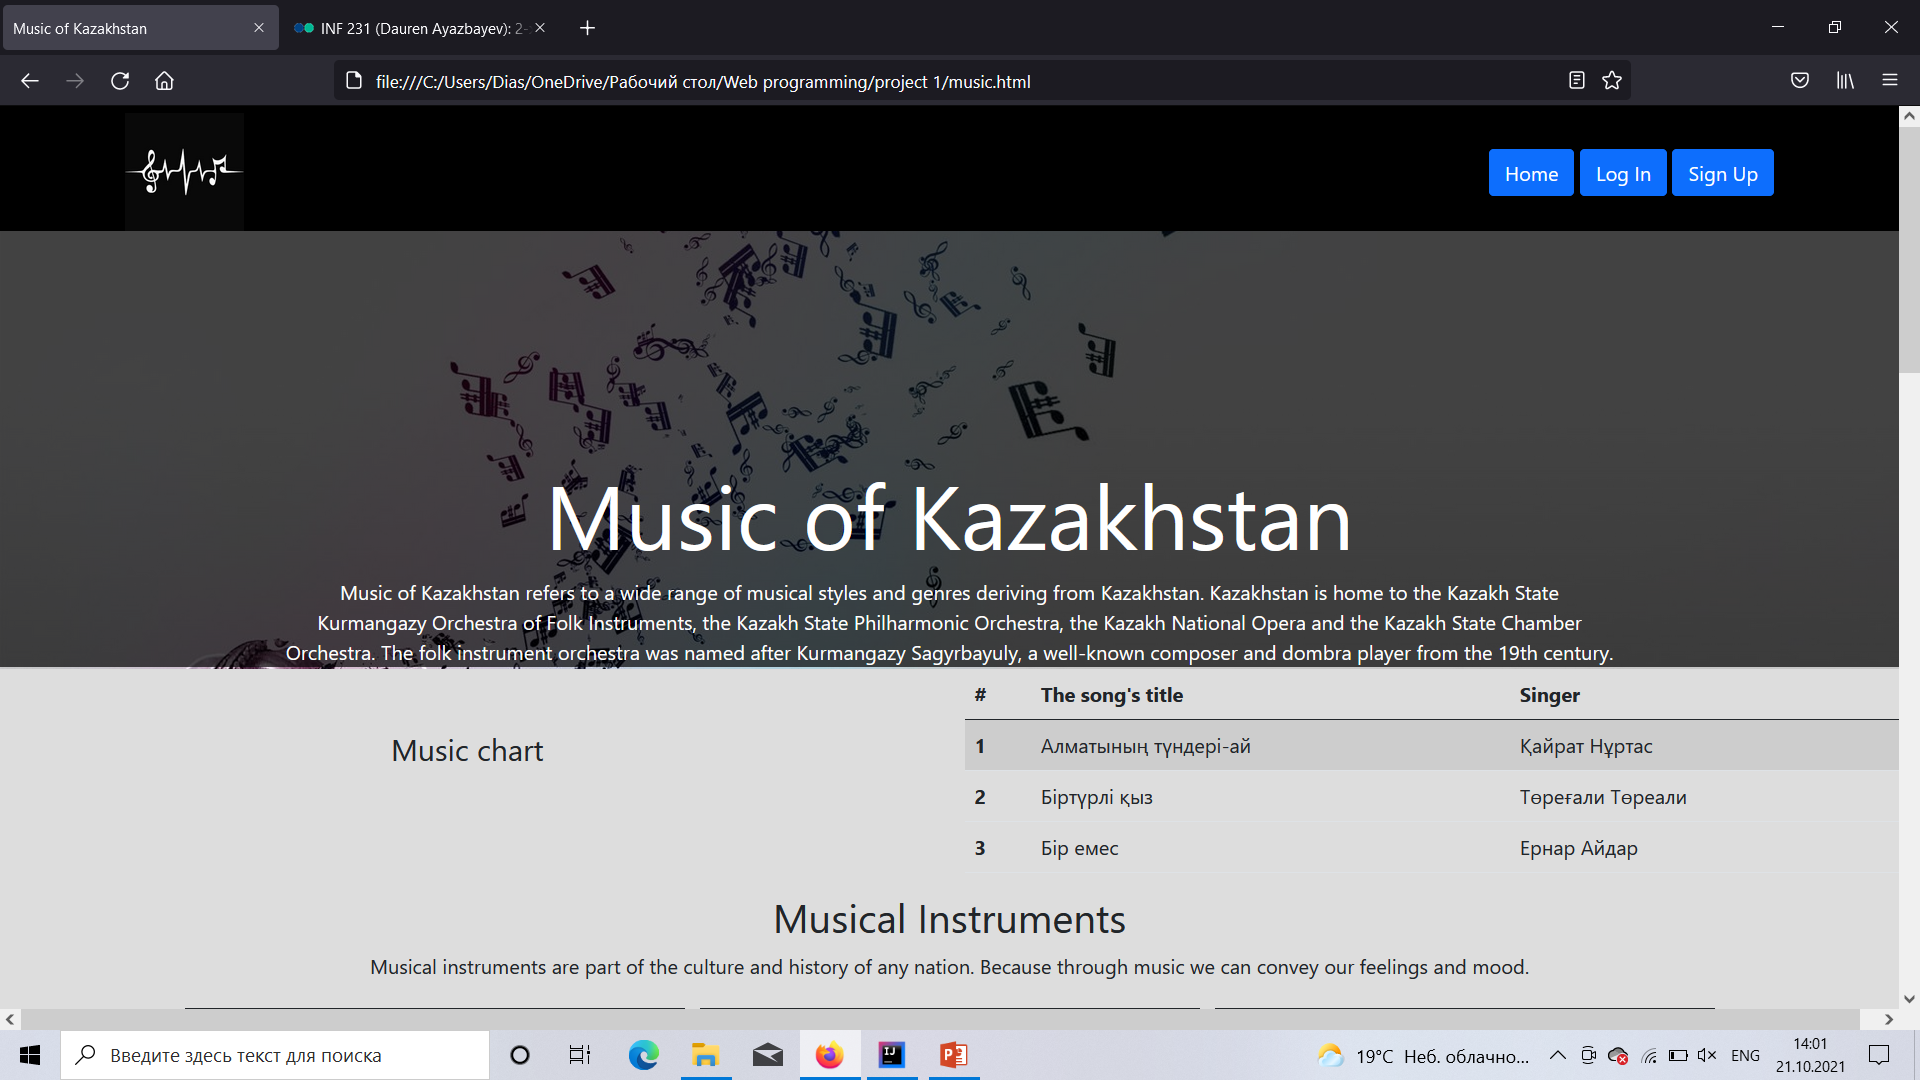 Music of Kazakhstan
INF 231 (Dauren Ayazbayev): 2-
file:///C:/Users/Dias/OneDrive/Рабочий стол/Web programming/project 1/music.html
Home Log In Sign Up
Music of Kazakhstan
Music of Kazakhstan refers to a wide range of musical styles and genres deriving from Kazakhstan. Kazakhstan is home to the Kazakh State
Kurmangazy Orchestra of Folk Instruments, the Kazakh State Philharmonic Orchestra, the Kazakh National Opera and the Kazakh State Chamber
Orchestra. The folk instrument orchestra was named after Kurmangazy Sagyrbayuly, a well-known composer and dombra player from the 19th century.
Music chart
# The song's title Singer
1 Алматының түндері-ай Қайрат Нұртас
2 Біртүрлі қыз Төреғали Төреали
3 Бір емес Ернар Айдар
Musical Instruments
Musical instruments are part of the culture and history of any nation. Because through music we can convey our feelings and mood.
Введите здесь текст для поиска
19°C Неб. облачно...
ENG
14:01
21.10.2021